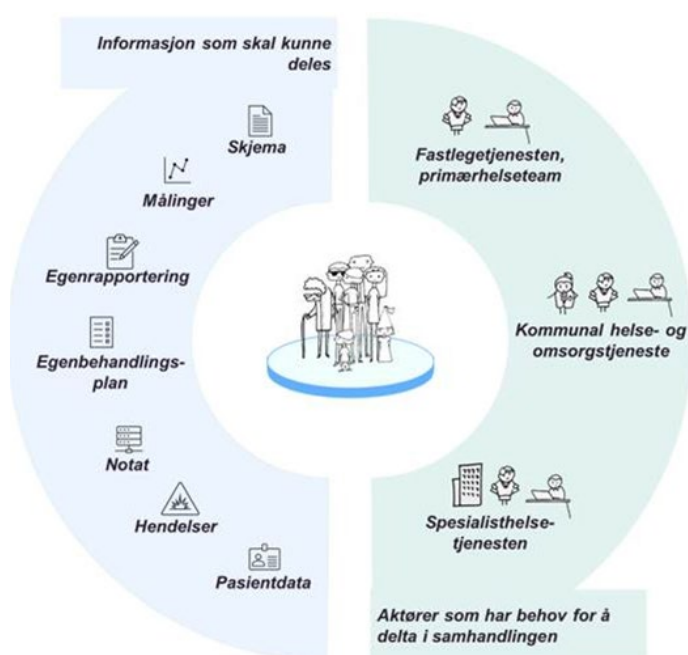 Informasjon som skal kunne
deles
Skjema
Målinger
Egenrapportering
Egenbehandlings-
plan
Notat
Hendelser
Pasientdata
Fastlegetjenesten,
primærhelseteam
Kommunal helse- og
omsorgstjeneste
Spesialisthelse-
tjenesten
Aktører som har behov for å
delta i samhandlingen